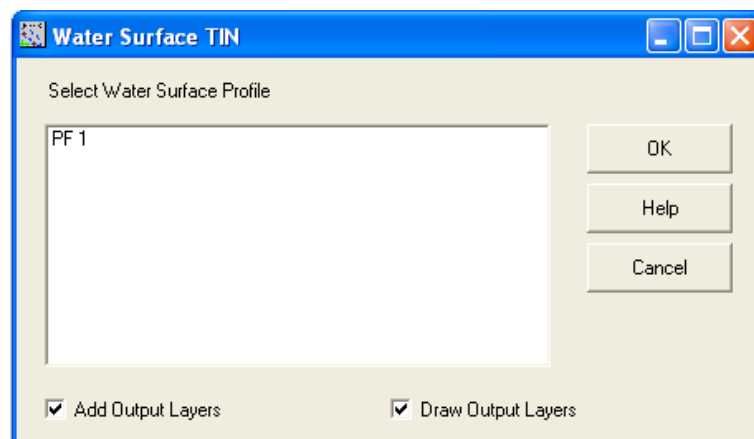 Water Surface TIN
Select Water Surface Profile
PF 1
OK
Help
Cancel
Add Output Layers
Draw Output Layers